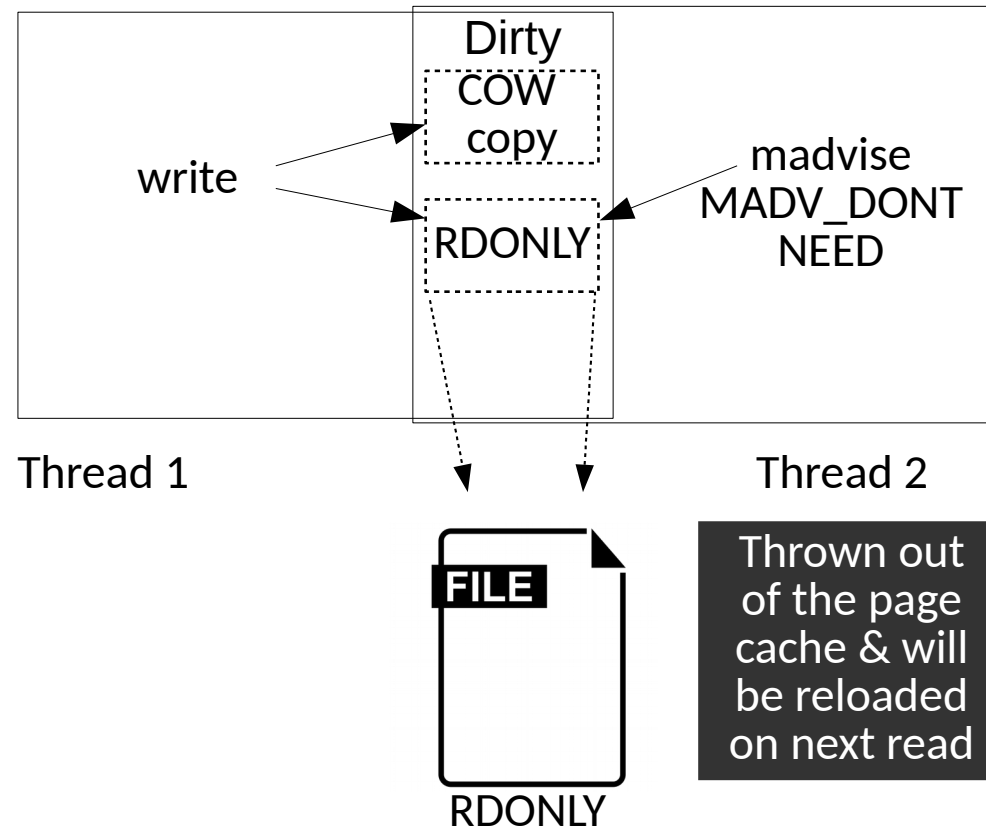 Dirty
COW
copy
write
madvise
MADV_DONT
NEED
RDONLY
Thread 1
Thread 2
FILE
Thrown out
of the page
cache & will
be reloaded
on next read
RDONLY